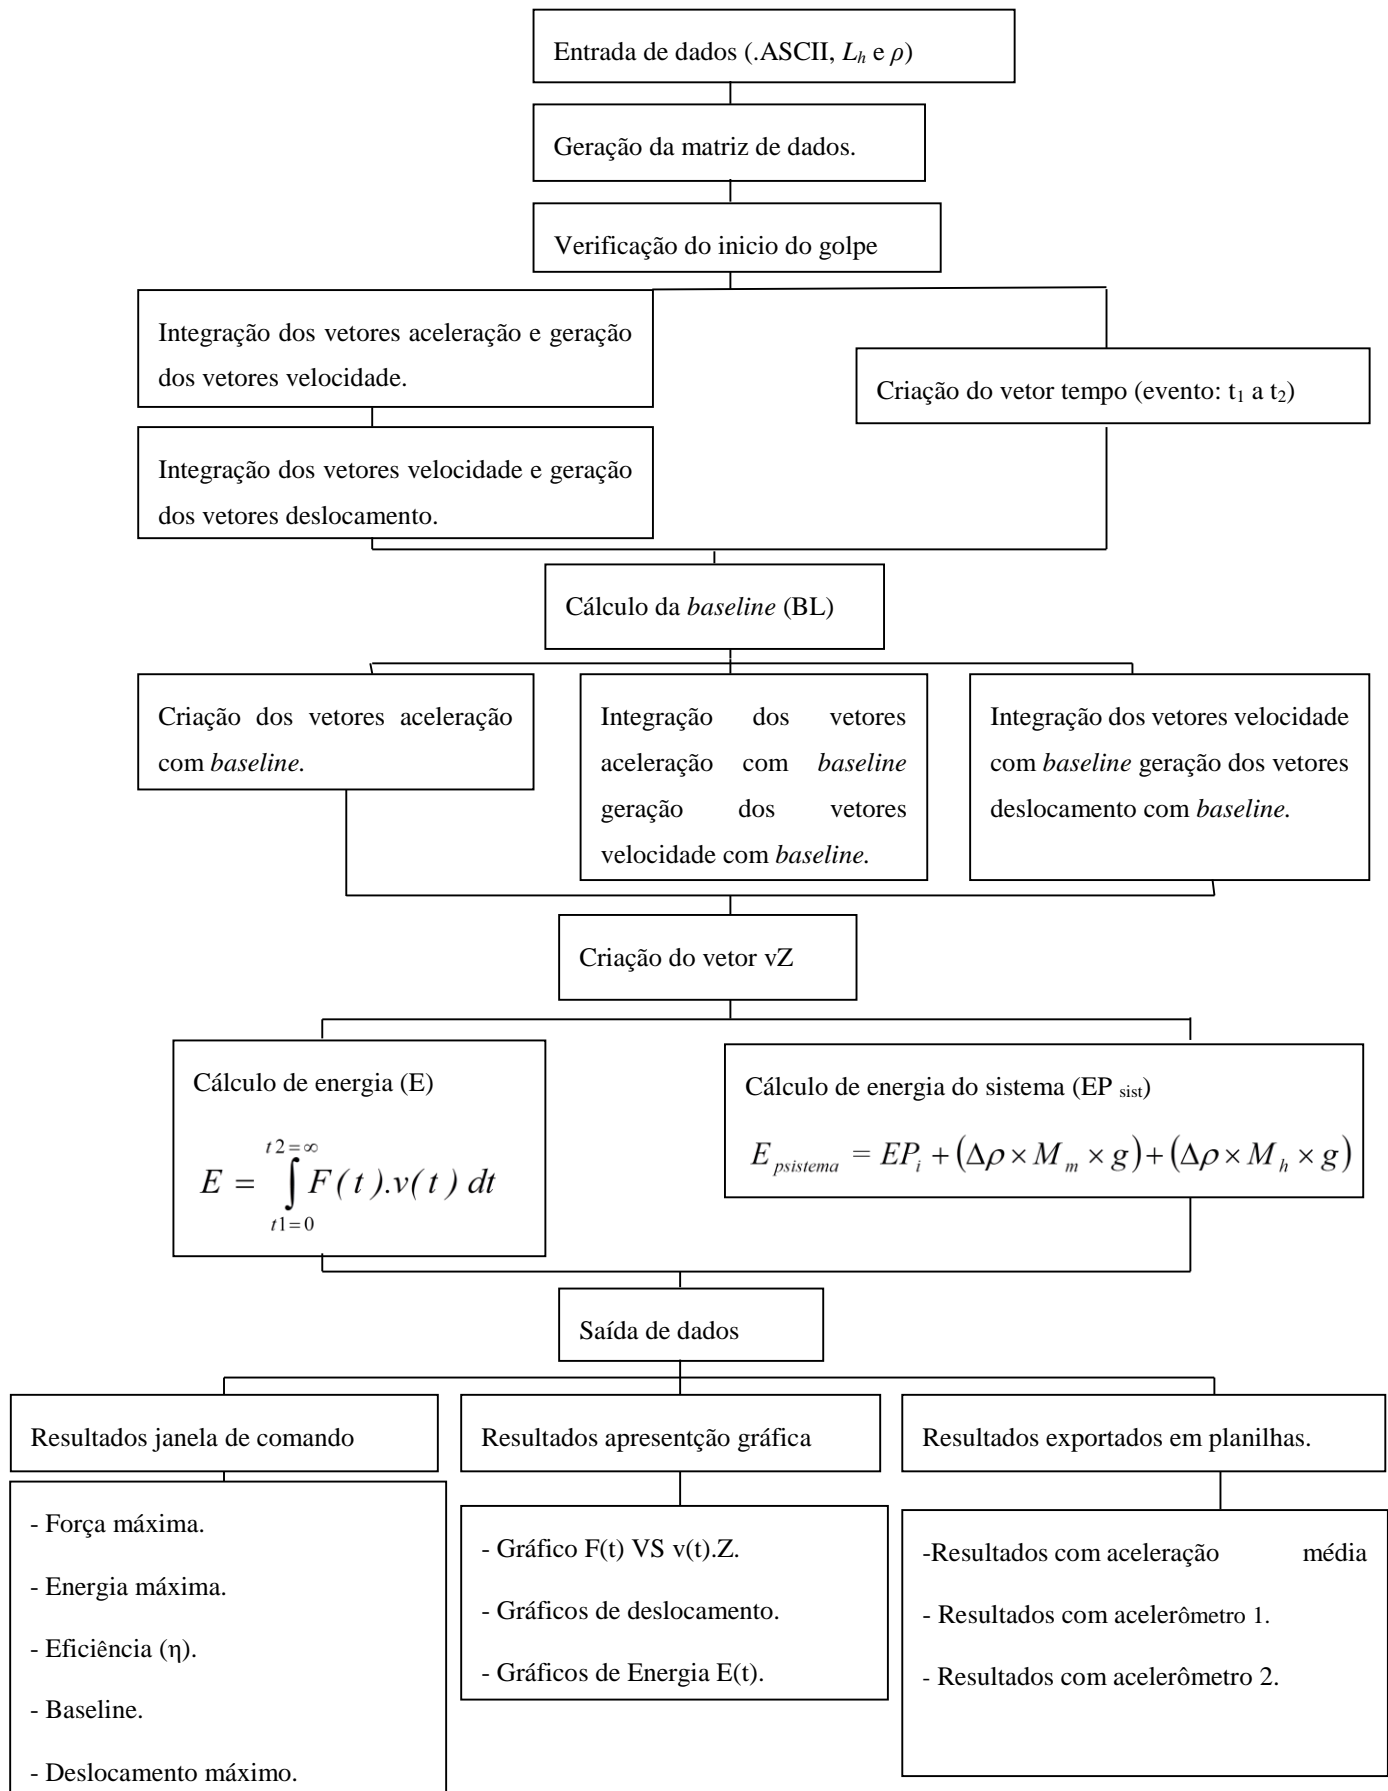 Entrada de dados (.ASCII, Lh e ρ)
Geração da matriz de dados.
Verificação do inicio do golpe
Integração dos vetores aceleração e geração
dos vetores velocidade.
Criação do vetor tempo (evento: t1 a t2)
Integração dos vetores velocidade e geração
dos vetores deslocamento.
Cálculo da baseline (BL)
Criação dos vetores aceleração
com baseline.
Integração dos vetores
aceleração com baseline
geração dos vetores
velocidade com baseline.
Integração dos vetores velocidade
com baseline geração dos vetores
deslocamento com baseline.
Criação do vetor vZ
Cálculo de energia (E)
E = ∫_{t1=0}^{t2=∞} F(t).v(t) dt
Cálculo de energia do sistema (EP sist)
E_psistema = EP_i + (Δρ × M_m × g) + (Δρ × M_h × g)
Saída de dados
Resultados janela de comando
- Força máxima.
- Energia máxima.
- Eficiência (η).
- Baseline.
- Deslocamento máximo.
Resultados apresentção gráfica
- Gráfico F(t) VS v(t).Z.
- Gráficos de deslocamento.
- Gráficos de Energia E(t).
Resultados exportados em planilhas.
-Resultados com aceleração média
- Resultados com acelerômetro 1.
- Resultados com acelerômetro 2.